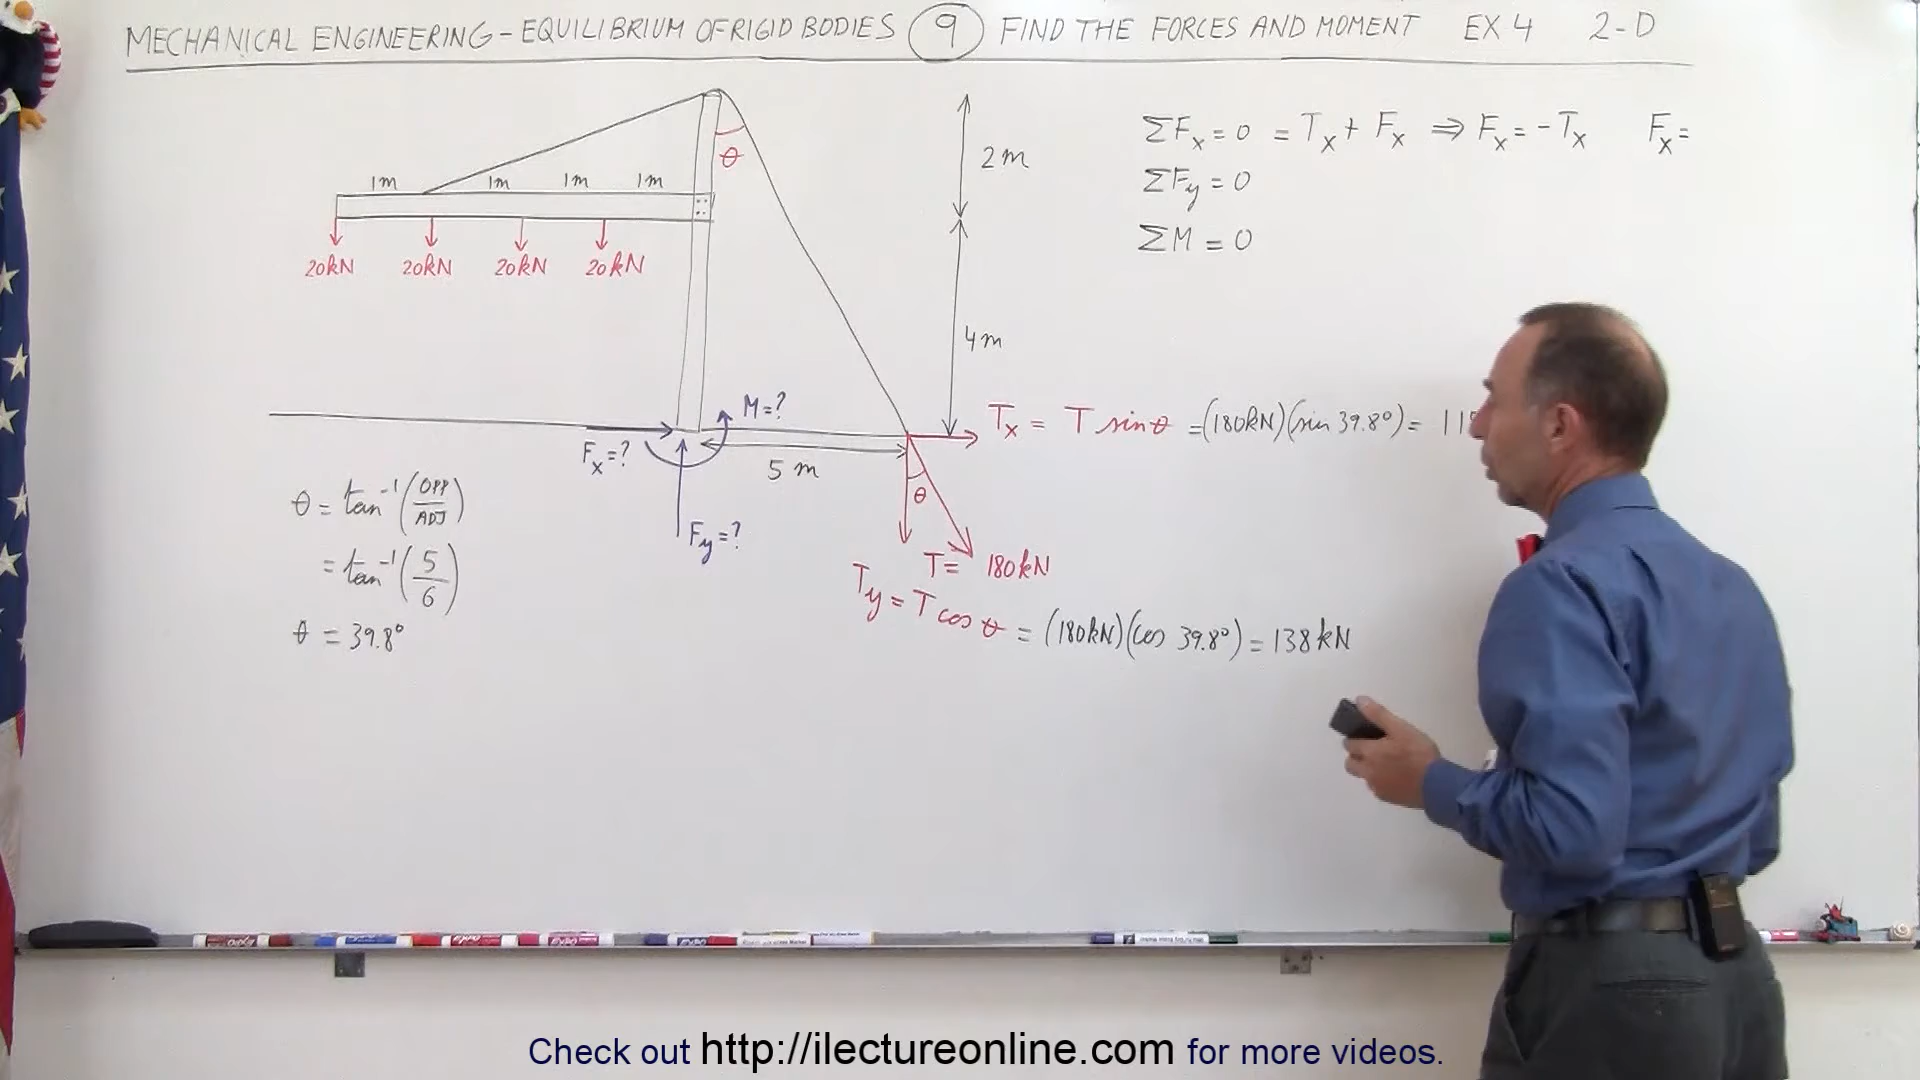 MECHANICAL ENGINEERING - EQUILIBRIUM OF RIGID BODIES 9 FIND THE FORCES AND MOMENT EX 4 2-D
ΣFx = 0 = Tx + Fx ⇒ Fx = -Tx Fx =
ΣFy = 0
ΣM = 0
θ
2m
1m 1m 1m 1m
20kN 20kN 20kN 20kN
4m
M=?
Fx=?
5 m
Fy=?
Tx = T sinθ = (180kN)(sin 39.8°) = 11
θ
T= 180kN
Ty = T cos θ = (180kN)(cos 39.8°) = 138kN
θ = tan⁻¹(OPP/ADJ)
= tan⁻¹(5/6)
θ = 39.8°
Check out http://ilectureonline.com for more videos.